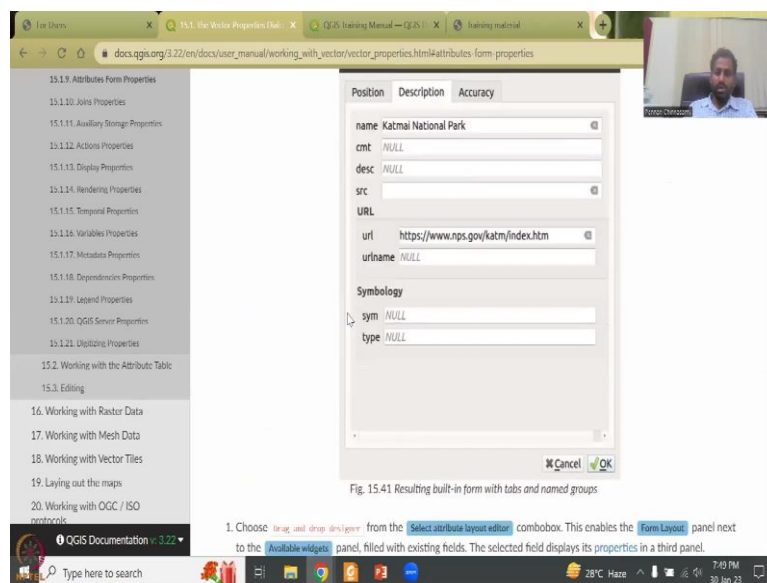 For Users X
15.1. The Vector Properties Dialo X
QGIS Training Manual — QGIS D X
Training material X
+
docs.qgis.org/3.22/en/docs/user_manual/working_with_vector/vector_properties.html#attributes-form-properties
Pennan Chinnasamy
15.1.9. Attributes Form Properties
15.1.10. Joins Properties
15.1.11. Auxiliary Storage Properties
15.1.12. Actions Properties
15.1.13. Display Properties
15.1.14. Rendering Properties
15.1.15. Temporal Properties
15.1.16. Variables Properties
15.1.17. Metadata Properties
15.1.18. Dependencies Properties
15.1.19. Legend Properties
15.1.20. QGIS Server Properties
15.1.21. Digitizing Properties
15.2. Working with the Attribute Table
15.3. Editing
16. Working with Raster Data
17. Working with Mesh Data
18. Working with Vector Tiles
19. Laying out the maps
20. Working with OGC / ISO
protocols
QGIS Documentation v: 3.22
Position Description Accuracy
name Katmai National Park
cmt NULL
desc NULL
src
URL
url https://www.nps.gov/katm/index.htm
urlname NULL
Symbology
sym NULL
type NULL
Cancel OK
Fig. 15.41 Resulting built-in form with tabs and named groups
1. Choose Drag and drop designer from the Select attribute layout editor combobox. This enables the Form Layout panel next
to the Available widgets panel, filled with existing fields. The selected field displays its properties in a third panel.
NPTEL
Type here to search
28°C Haze
7:49 PM
30 Jan 23